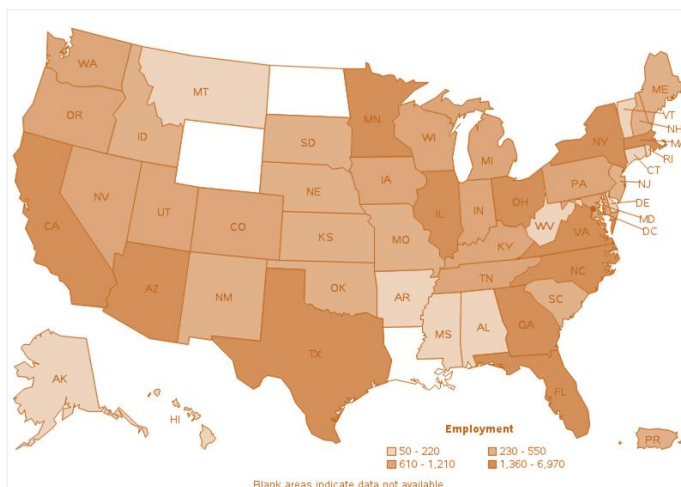 WA
MT
ME
OR
MN
VT
ID
SD
WI
NH
NY
MA
MI
RI
CT
IA
PA
NJ
NE
NV
OH
DE
IL
IN
UT
MD
CO
WV
CA
VA
DC
KS
MO
KY
NC
TN
OK
AZ
NM
AR
SC
MS
AL
GA
TX
AK
FL
HI
Employment
50 - 220 230 - 550
PR
610 - 1,210 1,360 - 6,970
Blank areas indicate data not available